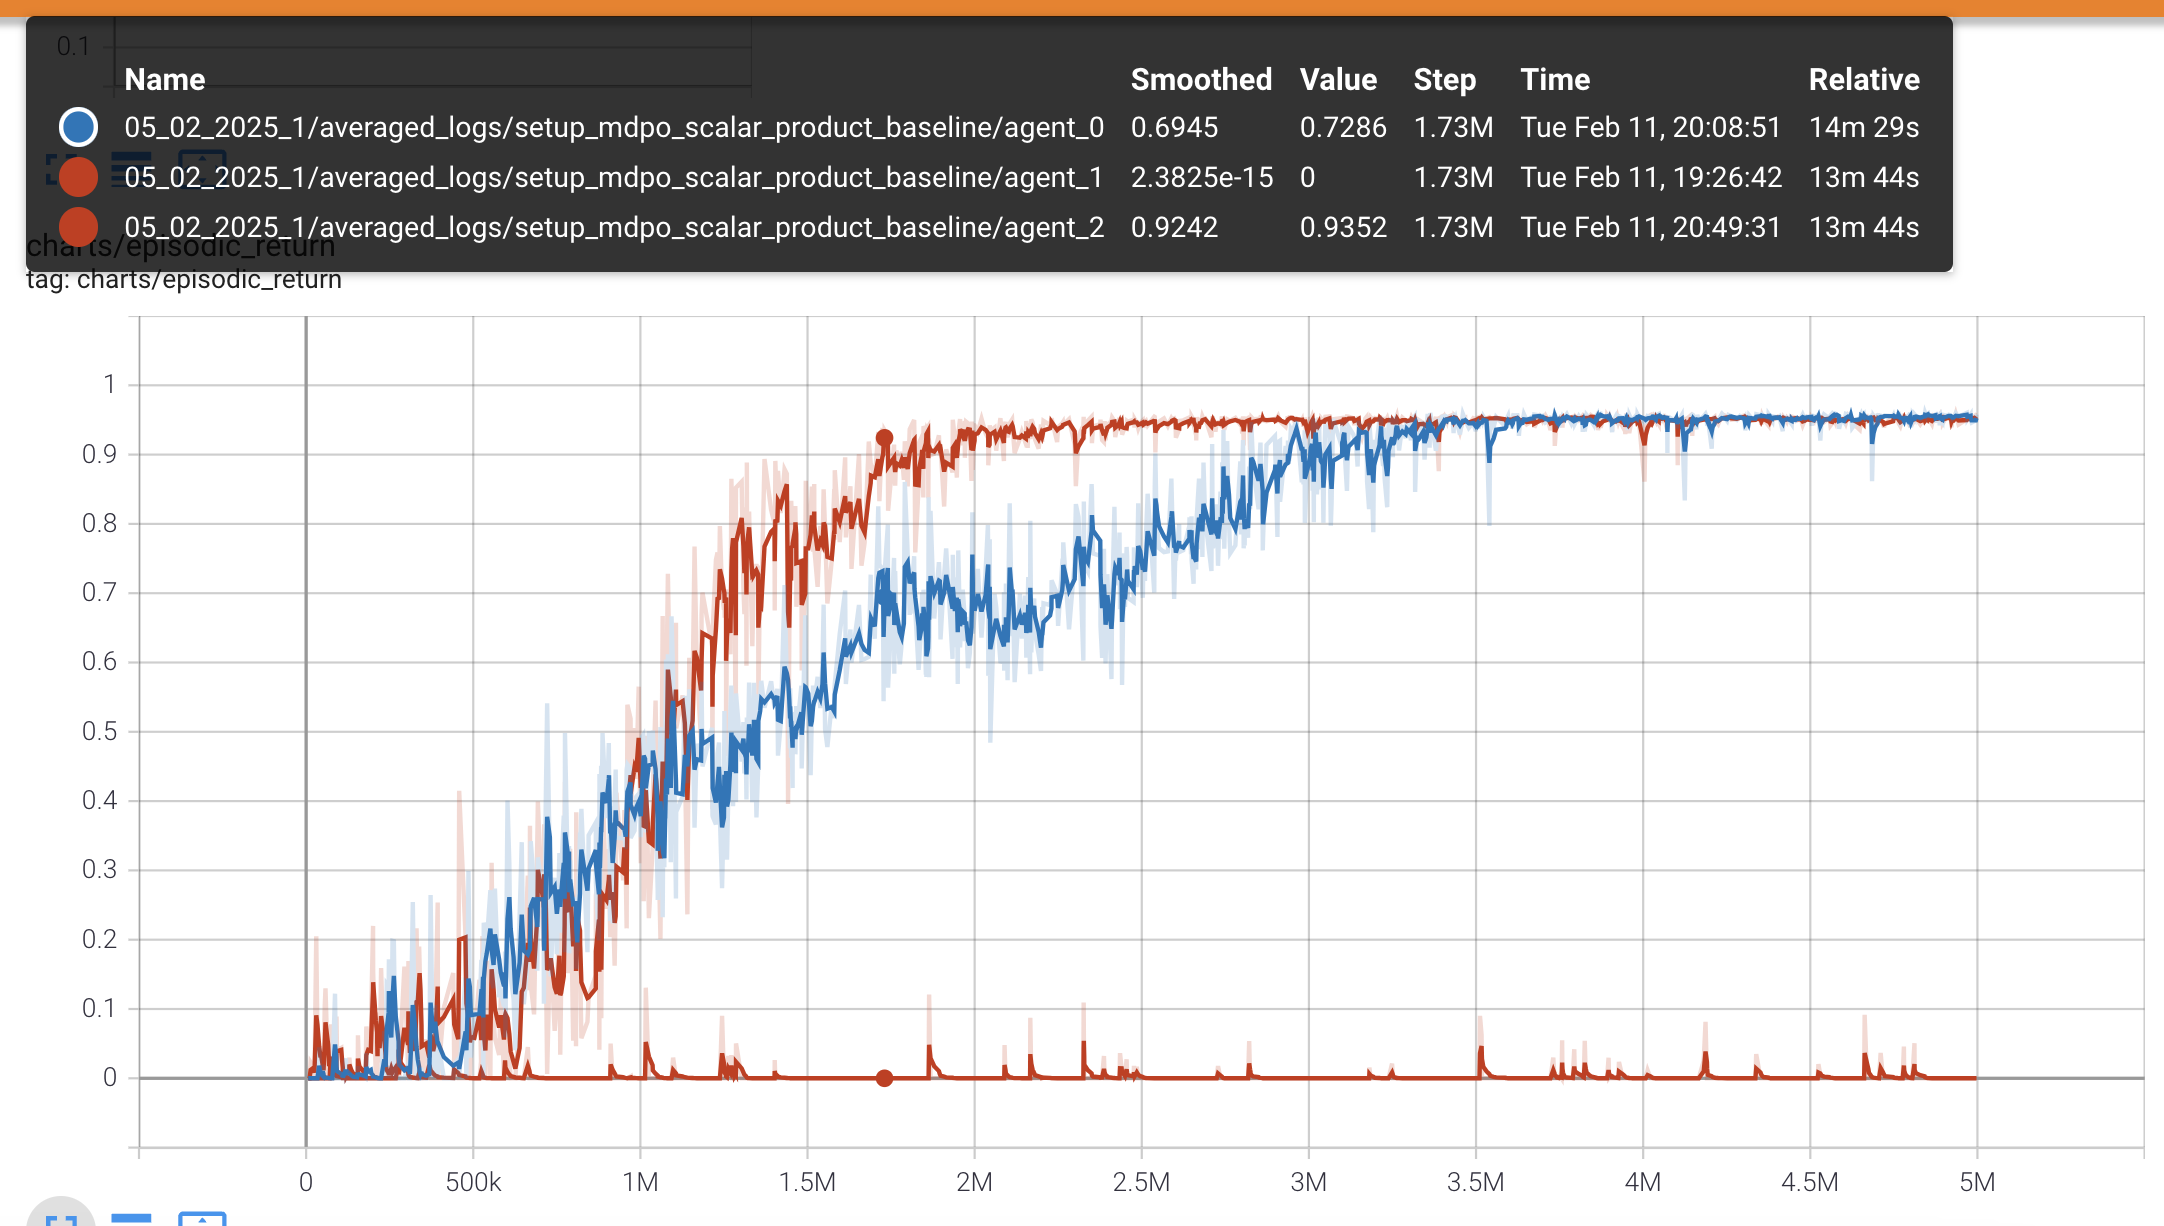 0.1
Name Smoothed Value Step Time Relative
05_02_2025_1/averaged_logs/setup_mdpo_scalar_product_baseline/agent_0 0.6945 0.7286 1.73M Tue Feb 11, 20:08:51 14m 29s
05_02_2025_1/averaged_logs/setup_mdpo_scalar_product_baseline/agent_1 2.3825e-15 0 1.73M Tue Feb 11, 19:26:42 13m 44s
05_02_2025_1/averaged_logs/setup_mdpo_scalar_product_baseline/agent_2 0.9242 0.9352 1.73M Tue Feb 11, 20:49:31 13m 44s
charts/episodic_return
tag: charts/episodic_return
1
0.9
0.8
0.7
0.6
0.5
0.4
0.3
0.2
0.1
0
0 500k 1M 1.5M 2M 2.5M 3M 3.5M 4M 4.5M 5M